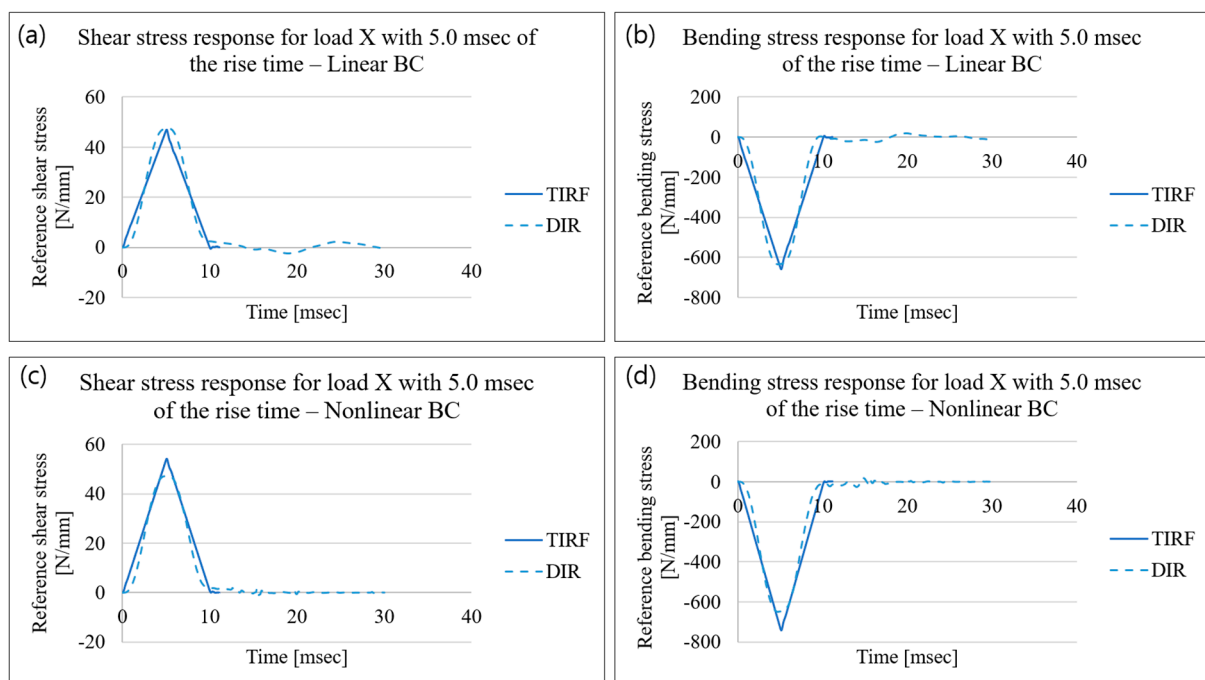 (a)
Shear stress response for load X with 5.0 msec of
the rise time – Linear BC
Reference shear stress
[N/mm]
60
40
20
0
-20
0
10
20
30
40
Time [msec]
TIRF
DIR
(b)
Bending stress response for load X with 5.0 msec
of the rise time – Linear BC
Reference bending stress
[N/mm]
200
0
-200
-400
-600
-800
0
10
20
30
40
Time [msec]
TIRF
DIR
(c)
Shear stress response for load X with 5.0 msec
of the rise time – Nonlinear BC
Reference shear stress
[N/mm]
60
40
20
0
-20
0
10
20
30
40
Time [msec]
TIRF
DIR
(d)
Bending stress response for load X with 5.0 msec
of the rise time – Nonlinear BC
Reference bending stress
[N/mm]
200
0
-200
-400
-600
-800
0
10
20
30
40
Time [msec]
TIRF
DIR